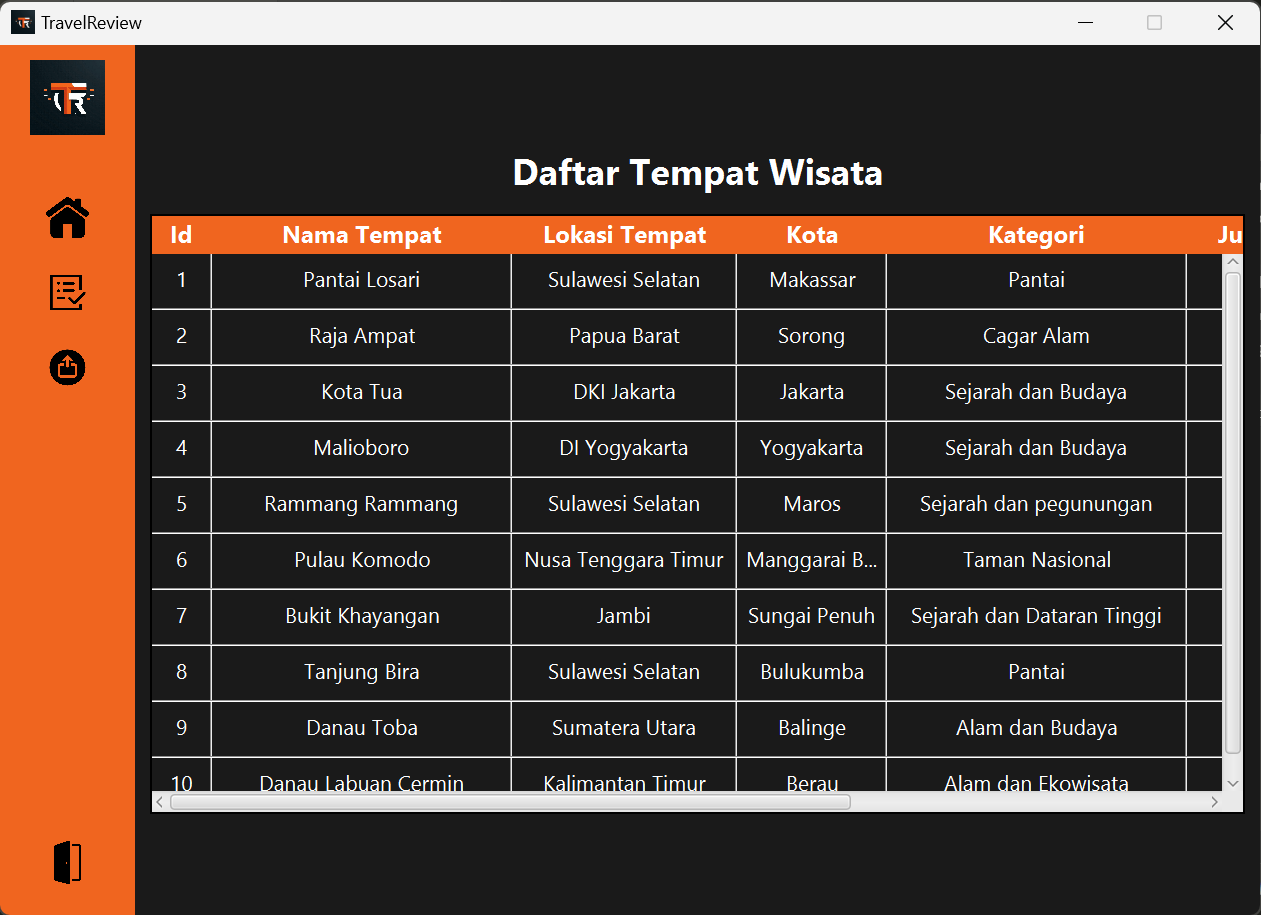 TravelReview
TR
Daftar Tempat Wisata
Id Nama Tempat Lokasi Tempat Kota Kategori Ju
1 Pantai Losari Sulawesi Selatan Makassar Pantai
2 Raja Ampat Papua Barat Sorong Cagar Alam
3 Kota Tua DKI Jakarta Jakarta Sejarah dan Budaya
4 Malioboro DI Yogyakarta Yogyakarta Sejarah dan Budaya
5 Rammang Rammang Sulawesi Selatan Maros Sejarah dan pegunungan
6 Pulau Komodo Nusa Tenggara Timur Manggarai B... Taman Nasional
7 Bukit Khayangan Jambi Sungai Penuh Sejarah dan Dataran Tinggi
8 Tanjung Bira Sulawesi Selatan Bulukumba Pantai
9 Danau Toba Sumatera Utara Balinge Alam dan Budaya
10 Danau Labuan Cermin Kalimantan Timur Berau Alam dan Ekowisata